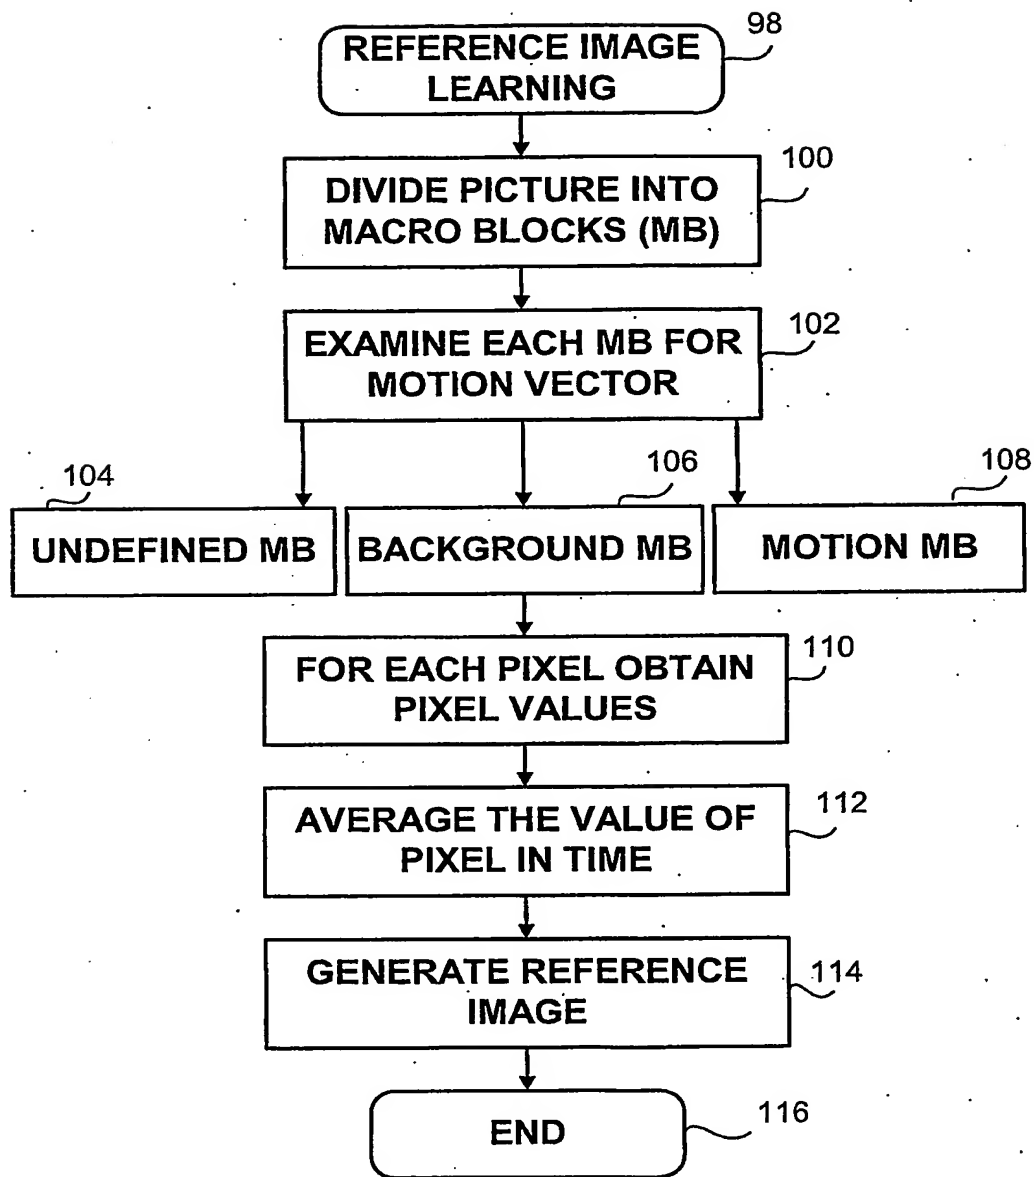 REFERENCE IMAGE
LEARNING
98
DIVIDE PICTURE INTO
MACRO BLOCKS (MB)
100
EXAMINE EACH MB FOR
MOTION VECTOR
102
104
106
108
UNDEFINED MB
BACKGROUND MB
MOTION MB
FOR EACH PIXEL OBTAIN
PIXEL VALUES
110
AVERAGE THE VALUE OF
PIXEL IN TIME
112
GENERATE REFERENCE
IMAGE
114
END
116